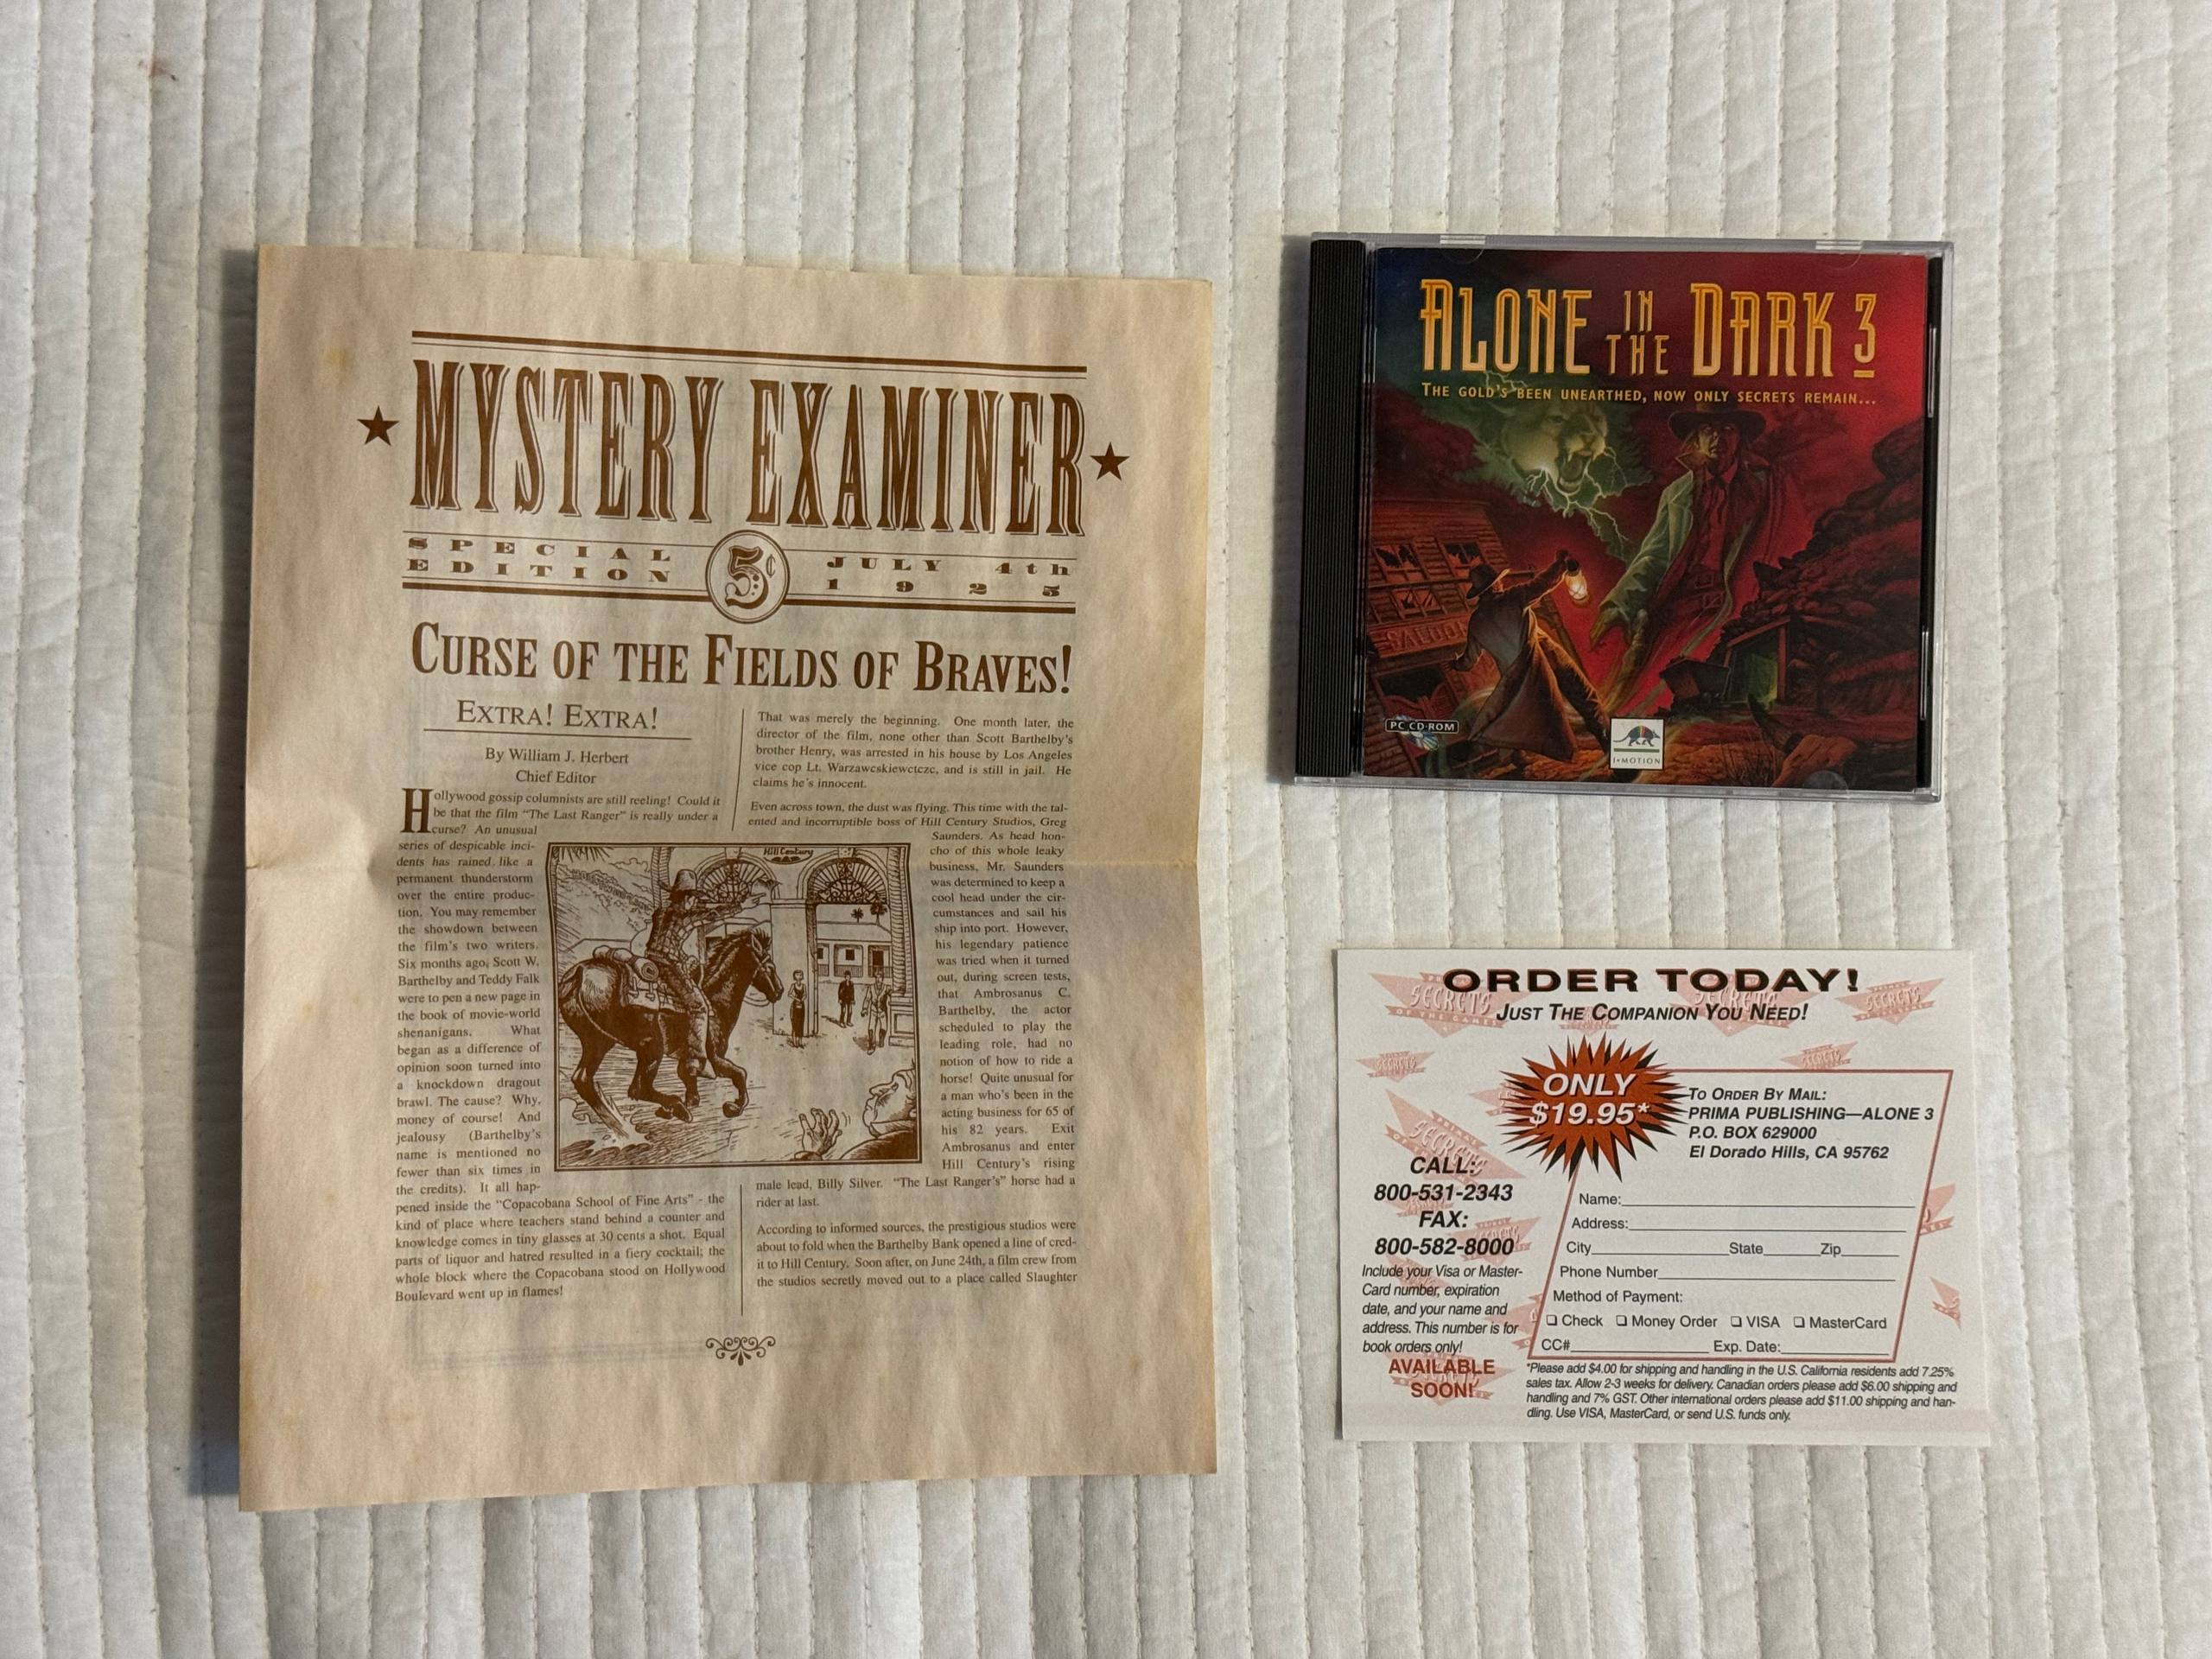 MYSTERY EXAMINER
SPECIAL
EDITION
5¢
JULY 4th
1925
CURSE OF THE FIELDS OF BRAVES!
EXTRA! EXTRA!
By William J. Herbert
Chief Editor
Hollywood gossip columnists are still reeling! Could it
be that the film "The Last Ranger" is really under a
curse? An unusual
series of despicable inci-
dents has rained like a
permanent thunderstorm
over the entire produc-
tion. You may remember
the showdown between
the film's two writers.
Six months ago, Scott W.
Barthelby and Teddy Falk
were to pen a new page in
the book of movie-world
shenanigans. What
began as a difference of
opinion soon turned into
a knockdown dragout
brawl. The cause? Why,
money of course! And
jealousy (Barthelby's
name is mentioned no
fewer than six times in
the credits). It all hap-
pened inside the "Copacobana School of Fine Arts" - the
kind of place where teachers stand behind a counter and
knowledge comes in tiny glasses at 30 cents a shot. Equal
parts of liquor and hatred resulted in a fiery cocktail; the
whole block where the Copacobana stood on Hollywood
Boulevard went up in flames!
That was merely the beginning. One month later, the
director of the film, none other than Scott Barthelby's
brother Henry, was arrested in his house by Los Angeles
vice cop Lt. Warzawcskiewctczc, and is still in jail. He
claims he's innocent.
Even across town, the dust was flying. This time with the tal-
ented and incorruptible boss of Hill Century Studios, Greg
Saunders. As head hon-
cho of this whole leaky
business, Mr. Saunders
was determined to keep a
cool head under the cir-
cumstances and sail his
ship into port. However,
his legendary patience
was tried when it turned
out, during screen tests,
that Ambrosanus C.
Barthelby, the actor
scheduled to play the
leading role, had no
notion of how to ride a
horse! Quite unusual for
a man who's been in the
acting business for 65 of
his 82 years. Exit
Ambrosanus and enter
Hill Century's rising
male lead, Billy Silver. "The Last Ranger's" horse had a
rider at last.
According to informed sources, the prestigious studios were
about to fold when the Barthelby Bank opened a line of cred-
it to Hill Century. Soon after, on June 24th, a film crew from
the studios secretly moved out to a place called Slaughter
Hill Century
ALONE IN THE DARK 3
THE GOLD'S BEEN UNEARTHED, NOW ONLY SECRETS REMAIN...
SALOON
PC CD-ROM
I•MOTION
ORDER TODAY!
JUST THE COMPANION YOU NEED!
ONLY
$19.95*
CALL:
800-531-2343
FAX:
800-582-8000
Include your Visa or Master-
Card number, expiration
date, and your name and
address. This number is for
book orders only!
AVAILABLE
SOON!
TO ORDER BY MAIL:
PRIMA PUBLISHING—ALONE 3
P.O. BOX 629000
El Dorado Hills, CA 95762
Name:
Address:
City State Zip
Phone Number
Method of Payment:
❑ Check ❑ Money Order ❑ VISA ❑ MasterCard
CC# Exp. Date:
*Please add $4.00 for shipping and handling in the U.S. California residents add 7.25%
sales tax. Allow 2-3 weeks for delivery. Canadian orders please add $6.00 shipping and
handling and 7% GST. Other international orders please add $11.00 shipping and han-
dling. Use VISA, MasterCard, or send U.S. funds only.
SECRETS
OF THE GAMES